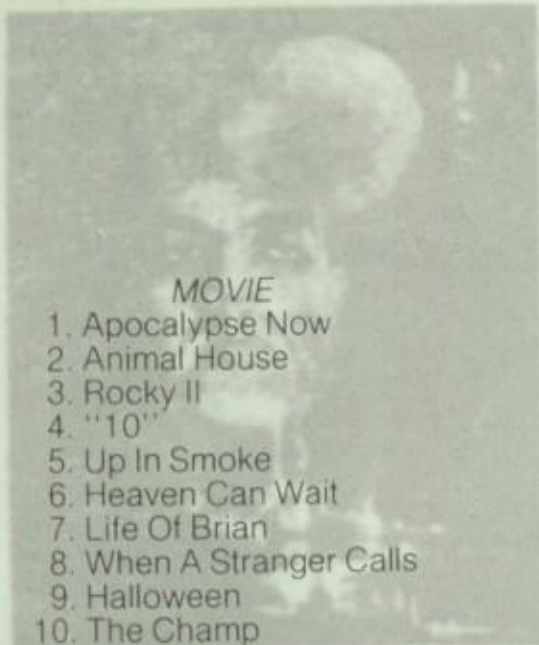 MOVIE
1. Apocalypse Now
2. Animal House
3. Rocky II
4. "10"
5. Up In Smoke
6. Heaven Can Wait
7. Life Of Brian
8. When A Stranger Calls
9. Halloween
10. The Champ